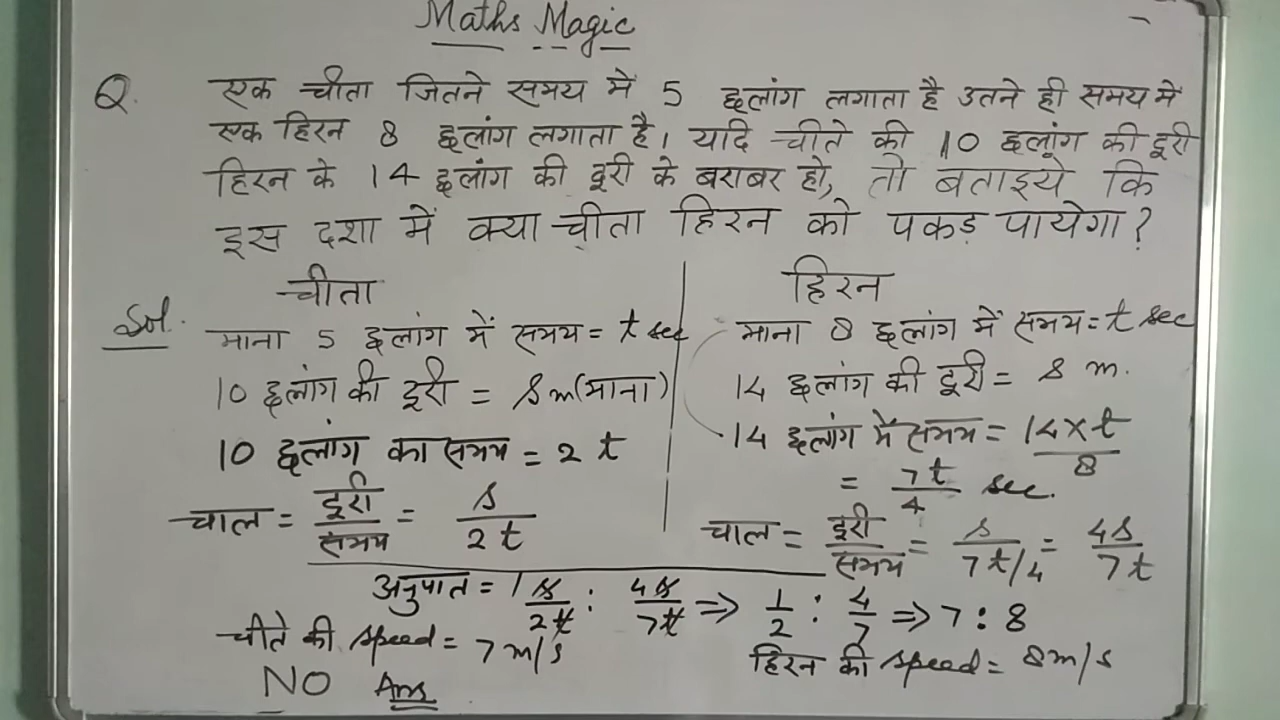 Maths Magic
Q. एक चीता जितने समय में 5 छलांग लगाता है उतने ही समय में
एक हिरन 8 छलांग लगाता है। यदि चीते की 10 छलांग की दूरी
हिरन के 14 छलांग की दूरी के बराबर हो, तो बताइये कि
इस दशा में क्या चीता हिरन को पकड़ पायेगा?
चीता
Sol.
माना 5 छलांग में समय = t sec
10 छलांग की दूरी = s m (माना)
10 छलांग का समय = 2t
चाल = दूरी/समय = s/2t
हिरन
माना 8 छलांग में समय = t sec
14 छलांग की दूरी = s m.
14 छलांग में समय = 14×t/8
= 7t/4 sec.
चाल = दूरी/समय = s/7t/4 = 4s/7t
अनुपात = 1s/2t : 4s/7t ⇒ 1/2 : 4/7 ⇒ 7 : 8
चीते की speed = 7 m/s
हिरन की speed = 8 m/s
NO Ans